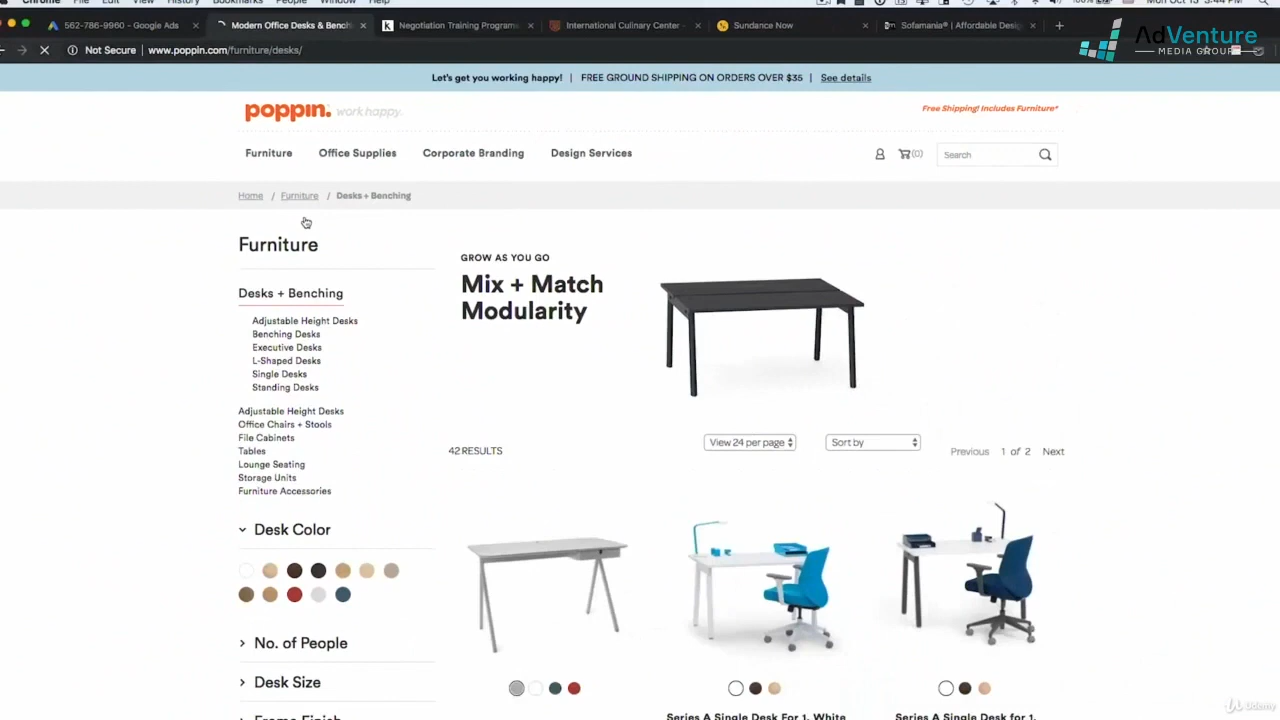 Chrome File Edit View History Bookmarks People Window Help
562-786-9960 - Google Ads
Modern Office Desks & Bench
Negotiation Training Programs
International Culinary Center -
Sundance Now
Sofamania® | Affordable Desig
AdVenture
MEDIA GROUP
Not Secure | www.poppin.com/furniture/desks/
Let's get you working happy! | FREE GROUND SHIPPING ON ORDERS OVER $35 | See details
poppin. work happy.
Free Shipping! Includes Furniture*
Furniture Office Supplies Corporate Branding Design Services
(0) Search
Home / Furniture / Desks + Benching
Furniture
Desks + Benching
Adjustable Height Desks
Benching Desks
Executive Desks
L-Shaped Desks
Single Desks
Standing Desks
Adjustable Height Desks
Office Chairs + Stools
File Cabinets
Tables
Lounge Seating
Storage Units
Furniture Accessories
Desk Color
No. of People
Desk Size
Frame Finish
GROW AS YOU GO
Mix + Match
Modularity
42 RESULTS
View 24 per page
Sort by
Previous 1 of 2 Next
Series A Single Desk For 1, White
Series A Single Desk for 1,
Udemy